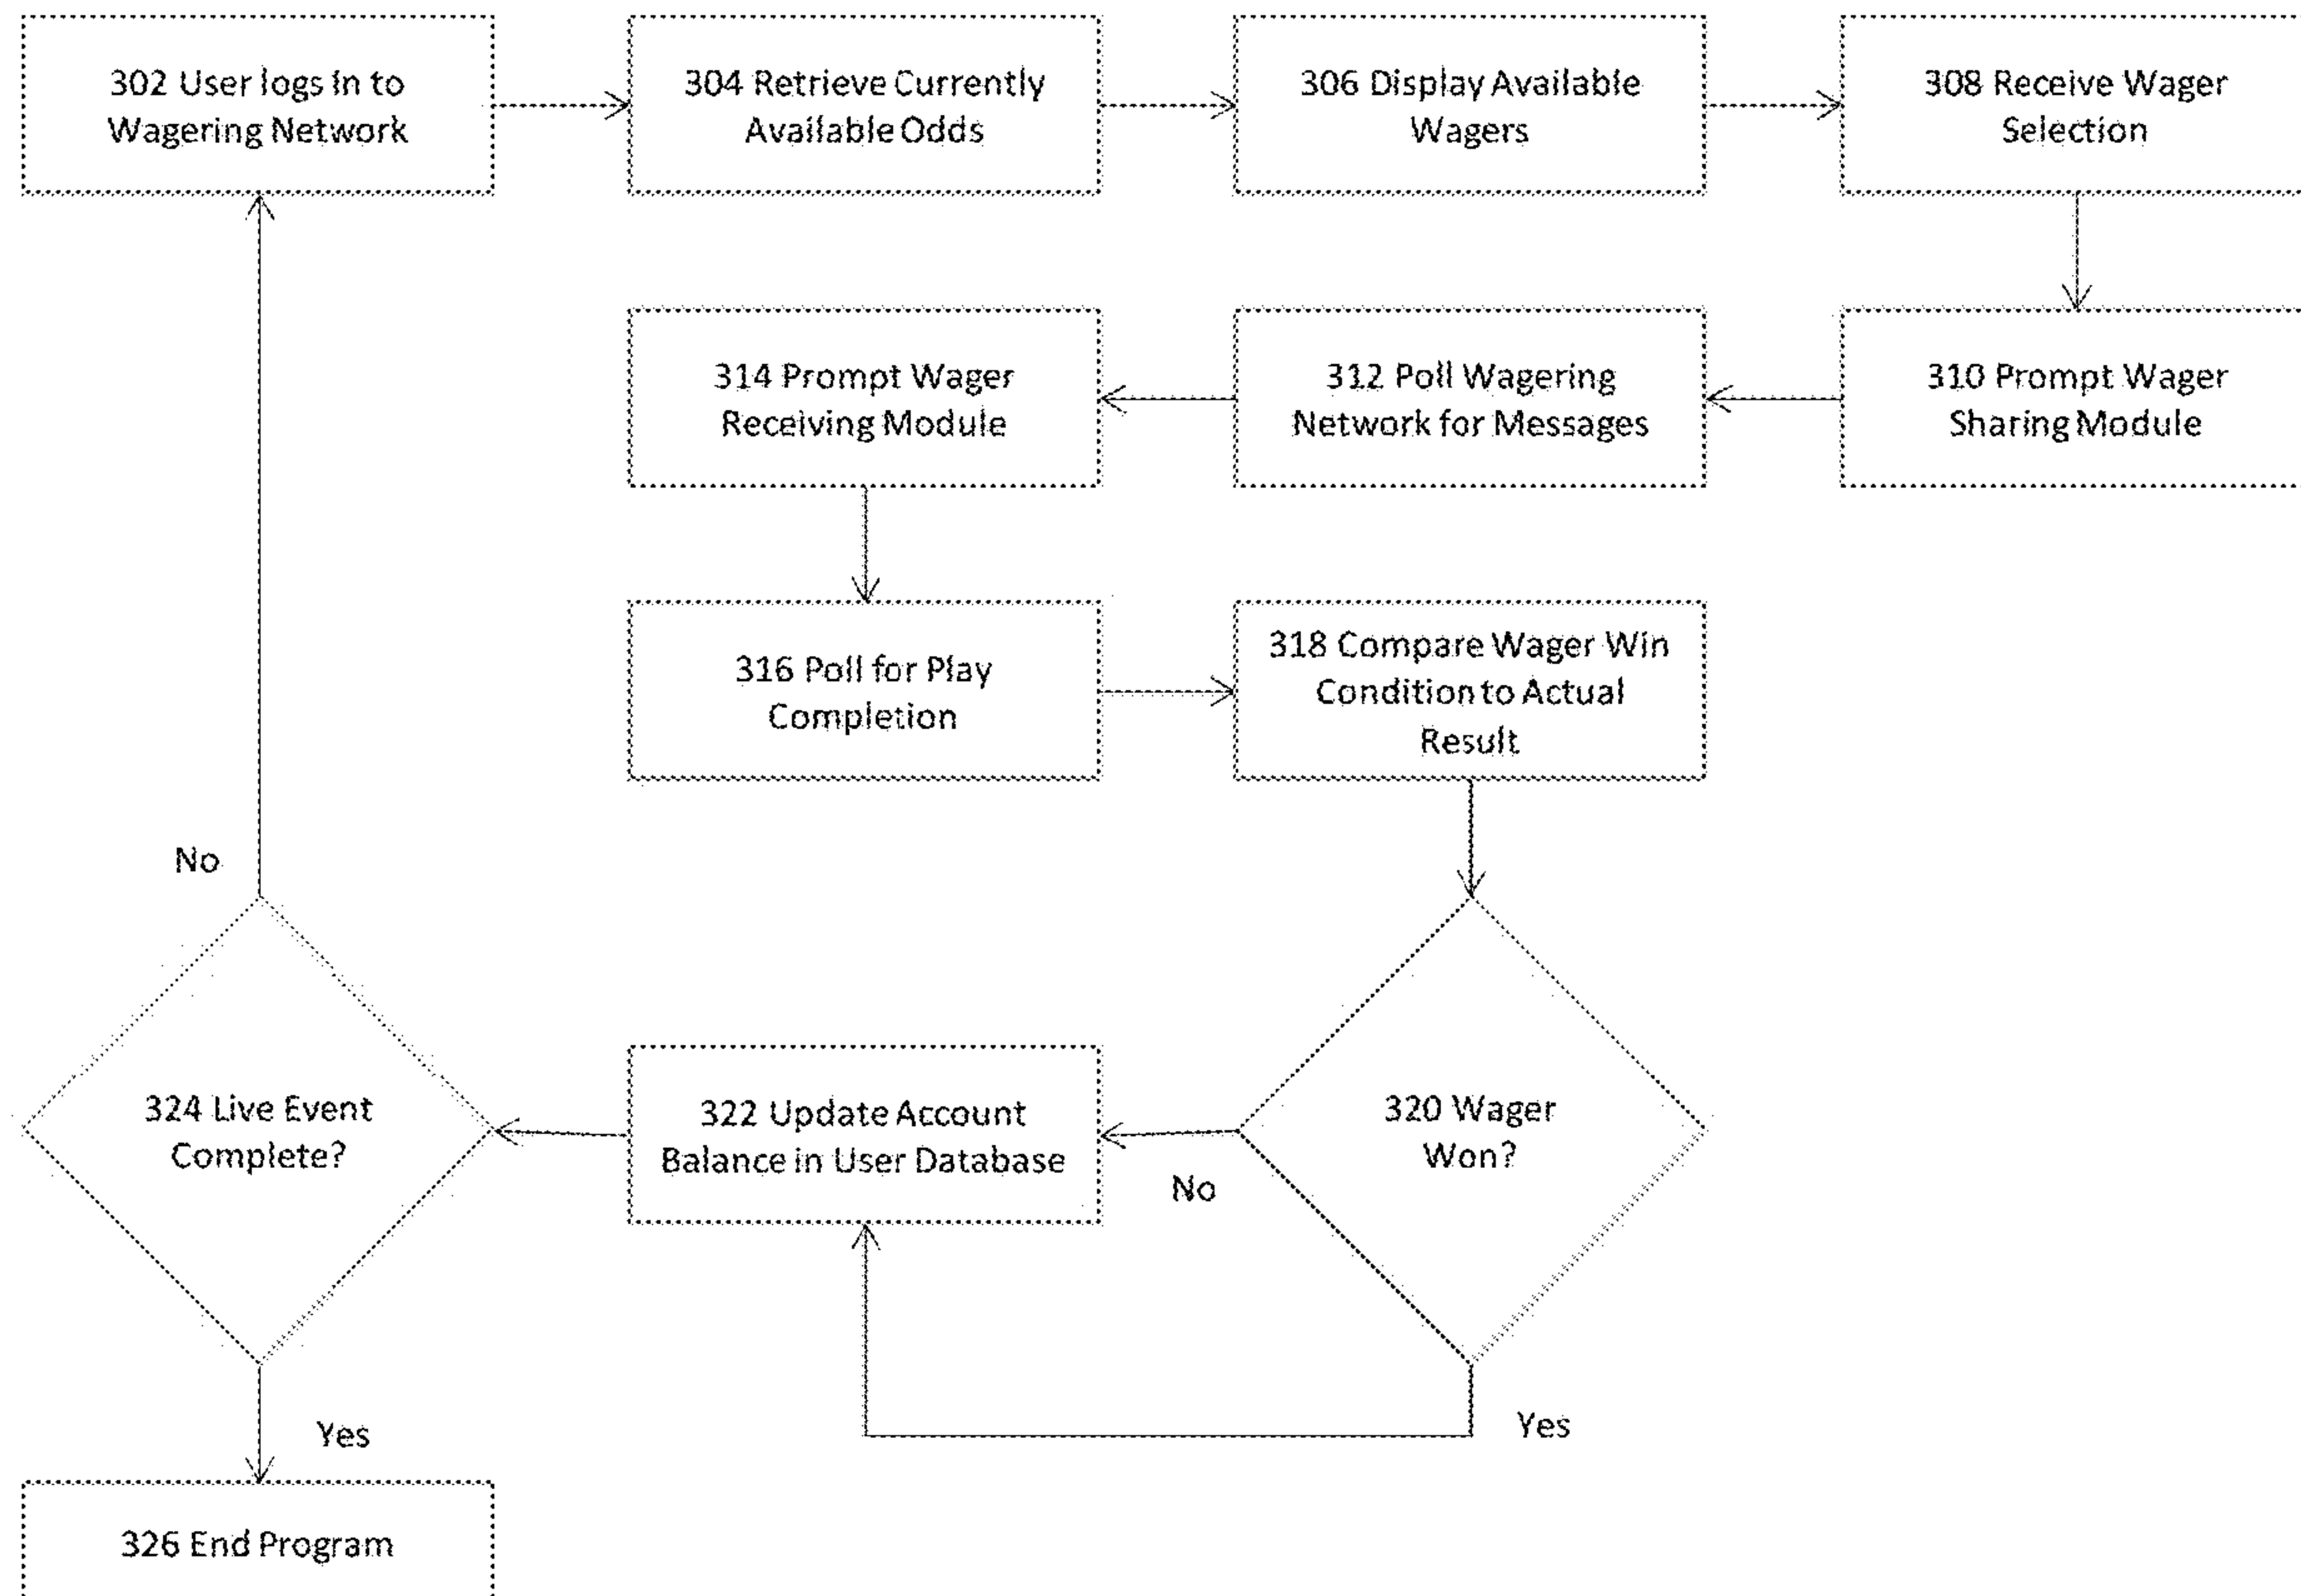 302 User logs in to
Wagering Network
304 Retrieve Currently
Available Odds
306 Display Available
Wagers
308 Receive Wager
Selection
314 Prompt Wager
Receiving Module
312 Poll Wagering
Network for Messages
310 Prompt Wager
Sharing Module
316 Poll for Play
Completion
318 Compare Wager Win
Condition to Actual
Result
No
324 Live Event
Complete?
322 Update Account
Balance in User Database
No
320 Wager
Won?
Yes
Yes
326 End Program